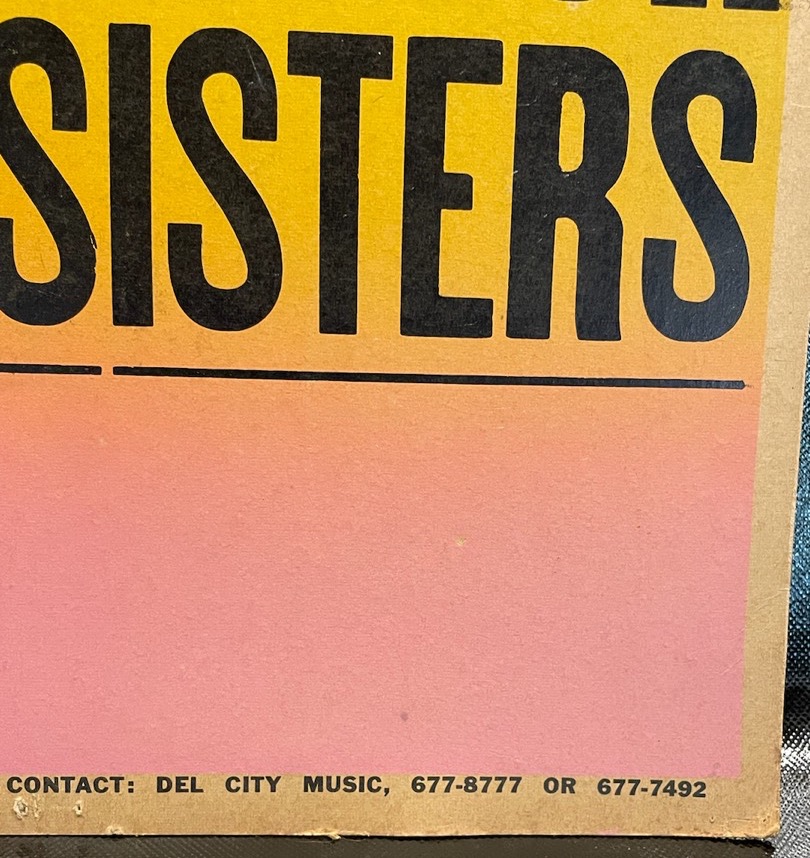 SISTERS
CONTACT: DEL CITY MUSIC, 677-8777 OR 677-7492